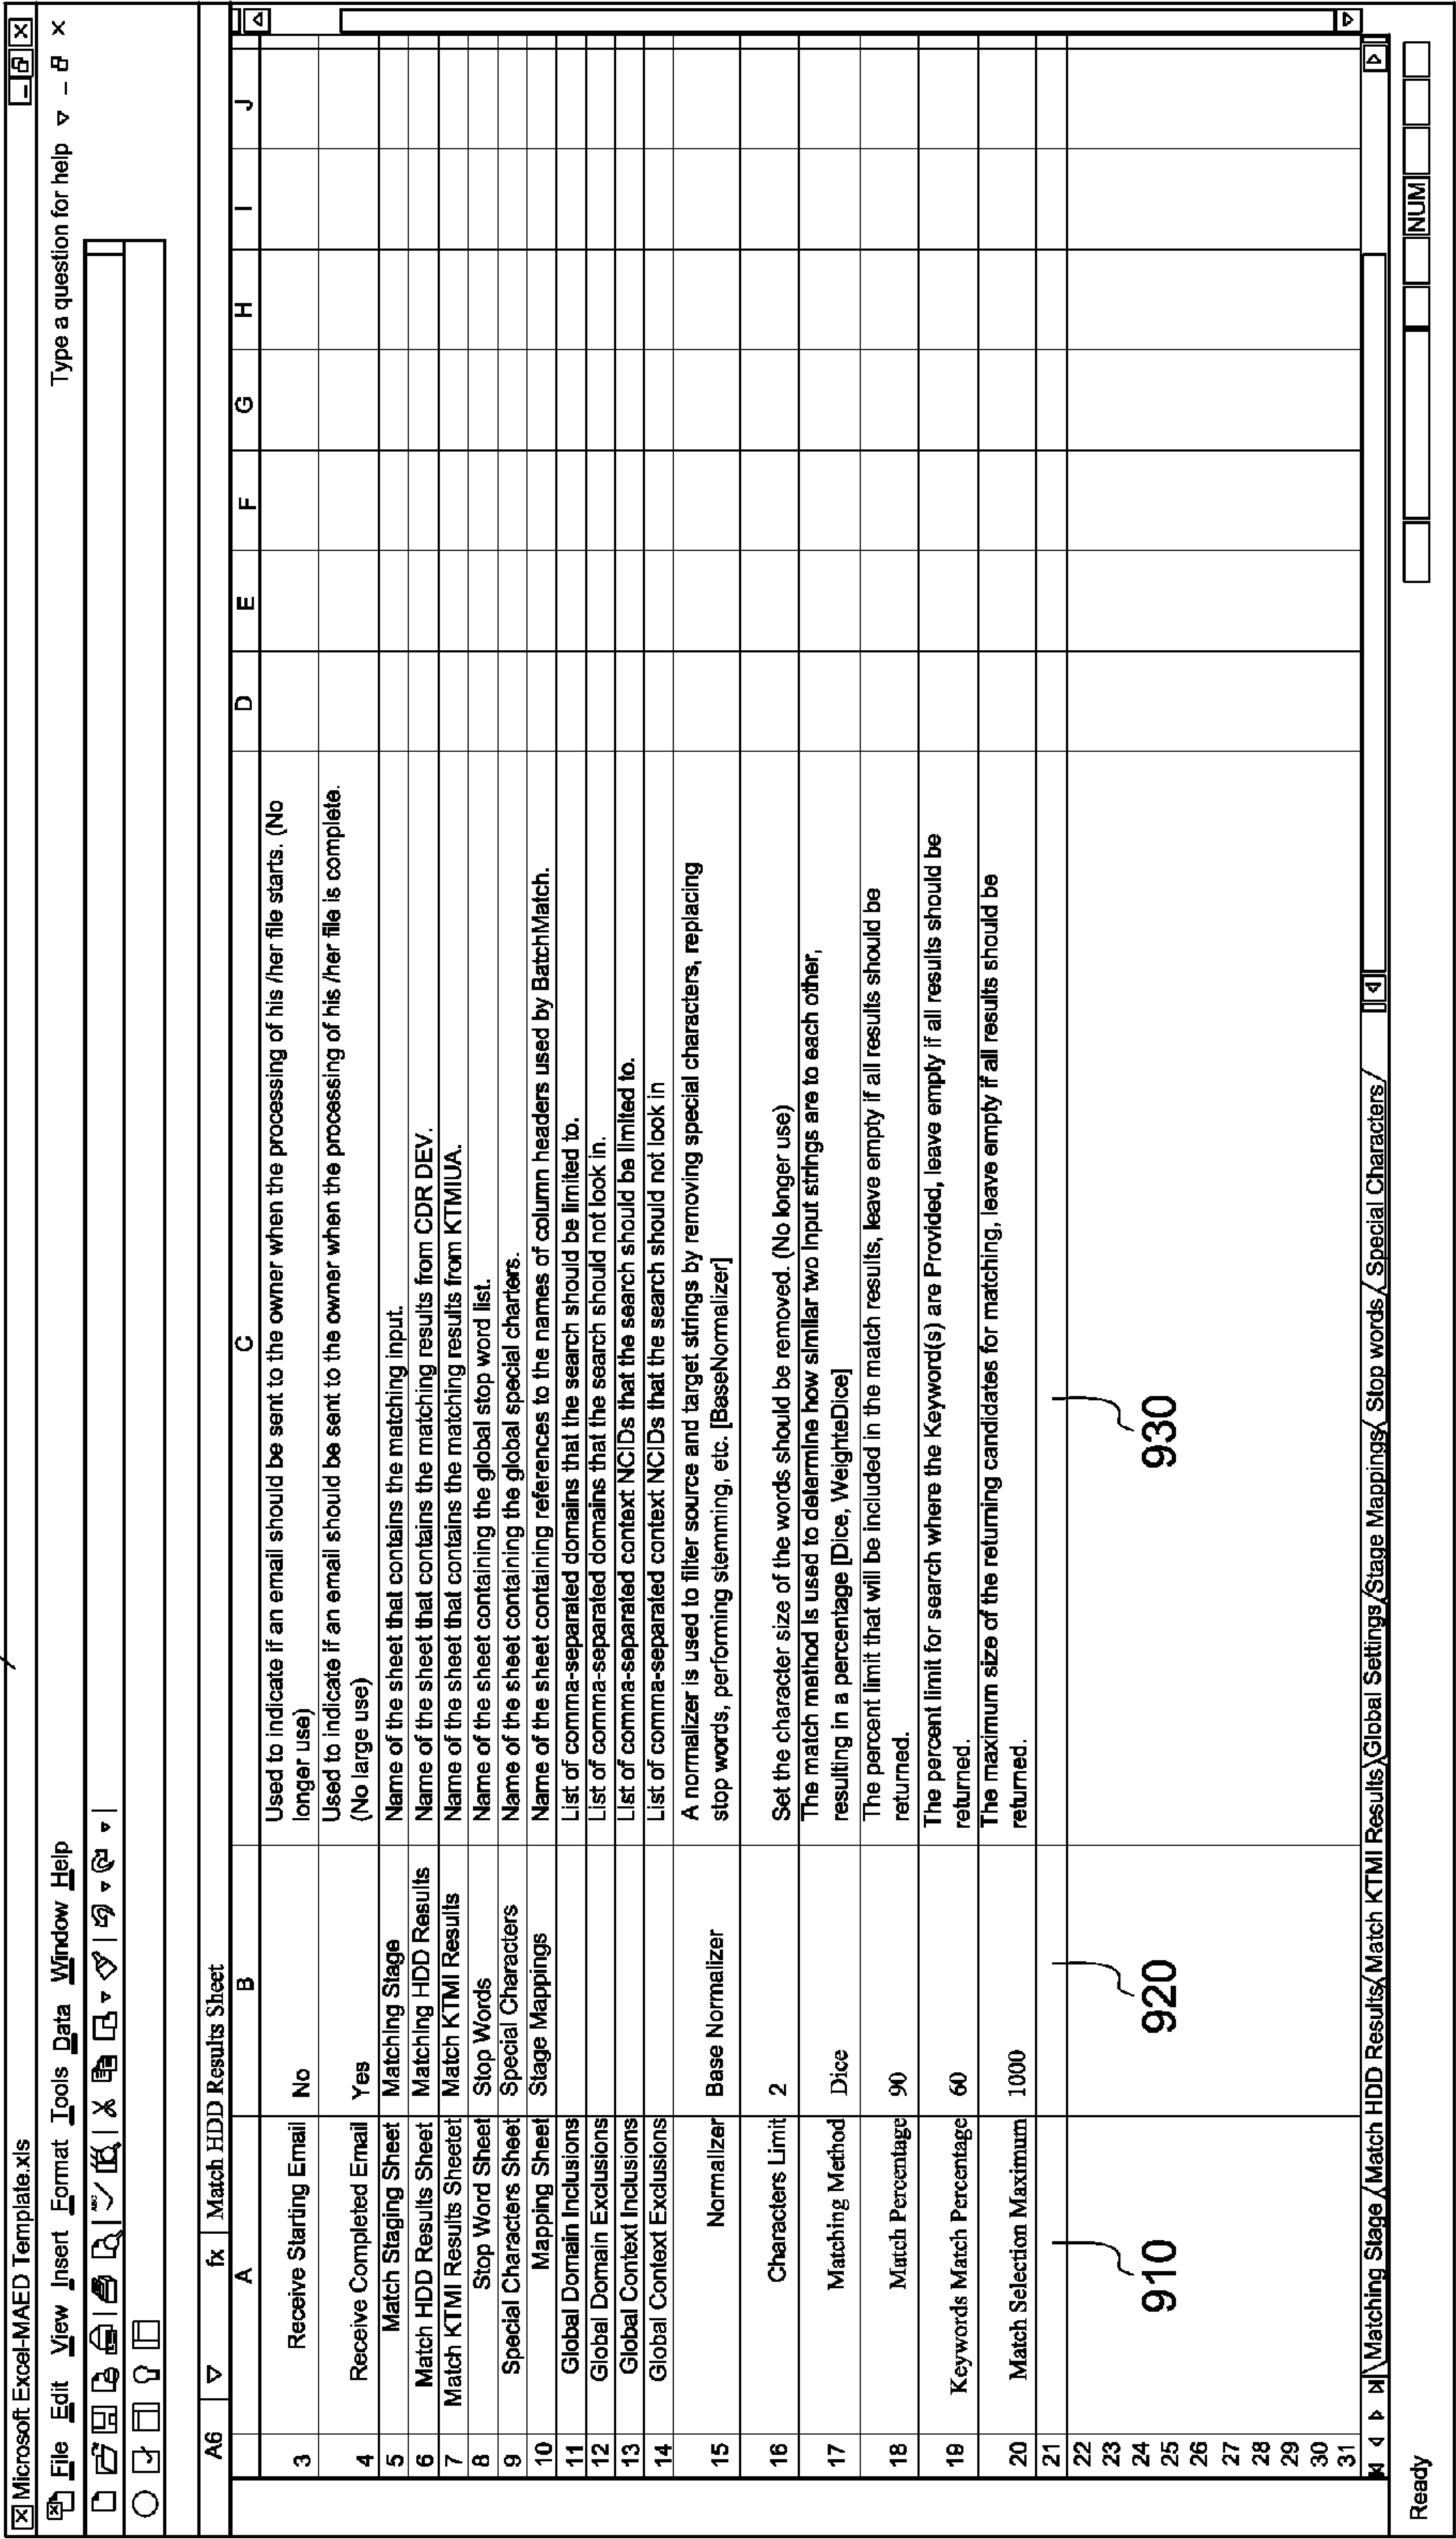 Microsoft Excel-MAED Template.xls
File Edit View Insert Format Tools Data Window Help Type a question for help
A6 fx Match HDD Results Sheet
A B C D E F G H I J
3 Receive Starting Email No Used to indicate if an email should be sent to the owner when the processing of his /her file starts. (No
longer use)
4 Receive Completed Email Yes Used to indicate if an email should be sent to the owner when the processing of his /her file is complete.
(No large use)
5 Match Staging Sheet Matching Stage Name of the sheet that contains the matching input.
6 Match HDD Results Sheet Matching HDD Results Name of the sheet that contains the matching results from CDR DEV.
7 Match KTMI Results Sheetet Match KTMI Results Name of the sheet that contains the matching results from KTMIUA.
8 Stop Word Sheet Stop Words Name of the sheet containing the global stop word list.
9 Special Characters Sheet Special Characters Name of the sheet containing the global special charters.
10 Mapping Sheet Stage Mappings Name of the sheet containing references to the names of column headers used by BatchMatch.
11 Global Domain Inclusions List of comma-separated domains that the search should be limited to.
12 Global Domain Exclusions List of comma-separated domains that the search should not look in.
13 Global Context Inclusions List of comma-separated context NCIDs that the search should be limited to.
14 Global Context Exclusions List of comma-separated context NCIDs that the search should not look in
15 Normalizer Base Normalizer A normalizer is used to filter source and target strings by removing special characters, replacing
stop words, performing stemming, etc. [BaseNormalizer]
16 Characters Limit 2 Set the character size of the words should be removed. (No longer use)
17 Matching Method Dice The match method is used to determine how similar two Input strings are to each other,
resulting in a percentage [Dice, WeighteDice]
18 Match Percentage 90 The percent limit that will be included in the match results, leave empty if all results should be
returned.
19 Keywords Match Percentage 60 The percent limit for search where the Keyword(s) are Provided, leave empty if all results should be
returned.
20 Match Selection Maximum 1000 The maximum size of the returning candidates for matching, leave empty if all results should be
returned.
21
22
23
24
25
26
27
28
29
30
31
910 920 930
Matching Stage Match HDD Results Match KTMI Results Global Settings Stage Mappings Stop words Special Characters
Ready NUM